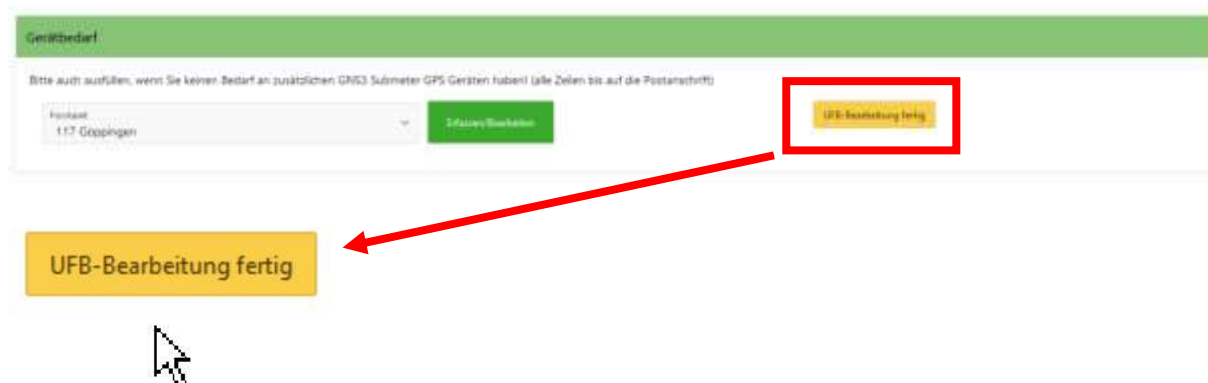 Gerätbedarf
Bitte auch ausfüllen, wenn Sie keinen Bedarf an zusätzlichen GNS3 Submeter GPS Geräten haben! (alle Zeilen bis auf die Postanschrift)
Forstamt
117 Göppingen
Erfassen/Bearbeiten
UFB-Bearbeitung fertig
UFB-Bearbeitung fertig